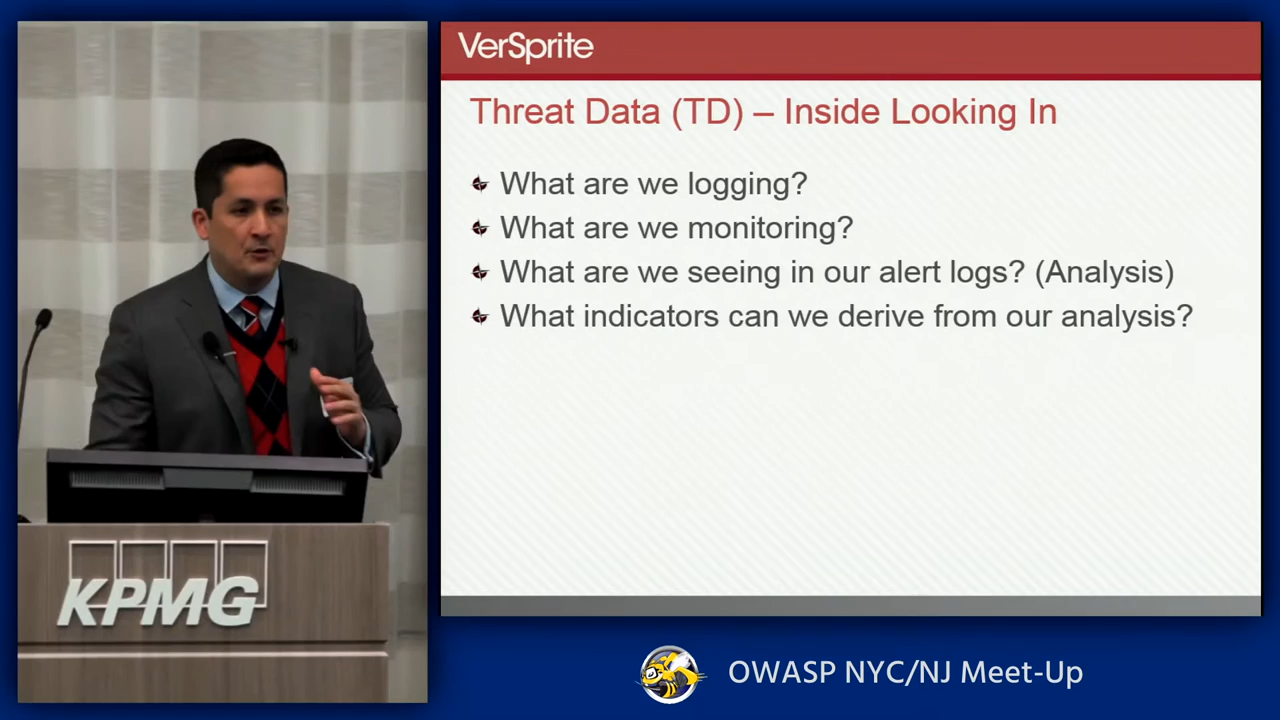 VerSprite
Threat Data (TD) – Inside Looking In
What are we logging?
What are we monitoring?
What are we seeing in our alert logs? (Analysis)
What indicators can we derive from our analysis?
KPMG
OWASP NYC/NJ Meet-Up